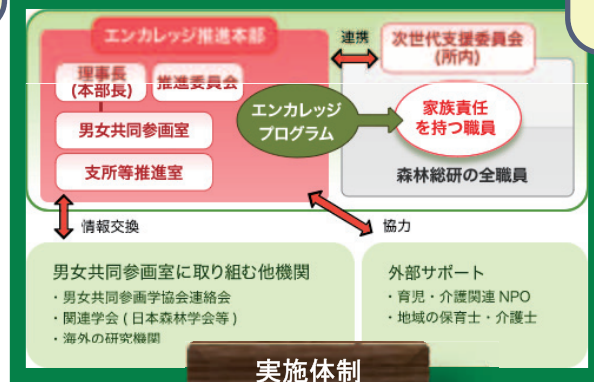 エンカレッジ推進本部
理事長
(本部長)
推進委員会
男女共同参画室
支所等推進室
エンカレッジ
プログラム
連携
次世代支援委員会
(所内)
家族責任
を持つ職員
森林総研の全職員
情報交換
協力
男女共同参画室に取り組む他機関
・男女共同参画学協会連絡会
・関連学会 ( 日本森林学会等 )
・海外の研究機関
外部サポート
・育児・介護関連 NPO
・地域の保育士・介護士
実施体制